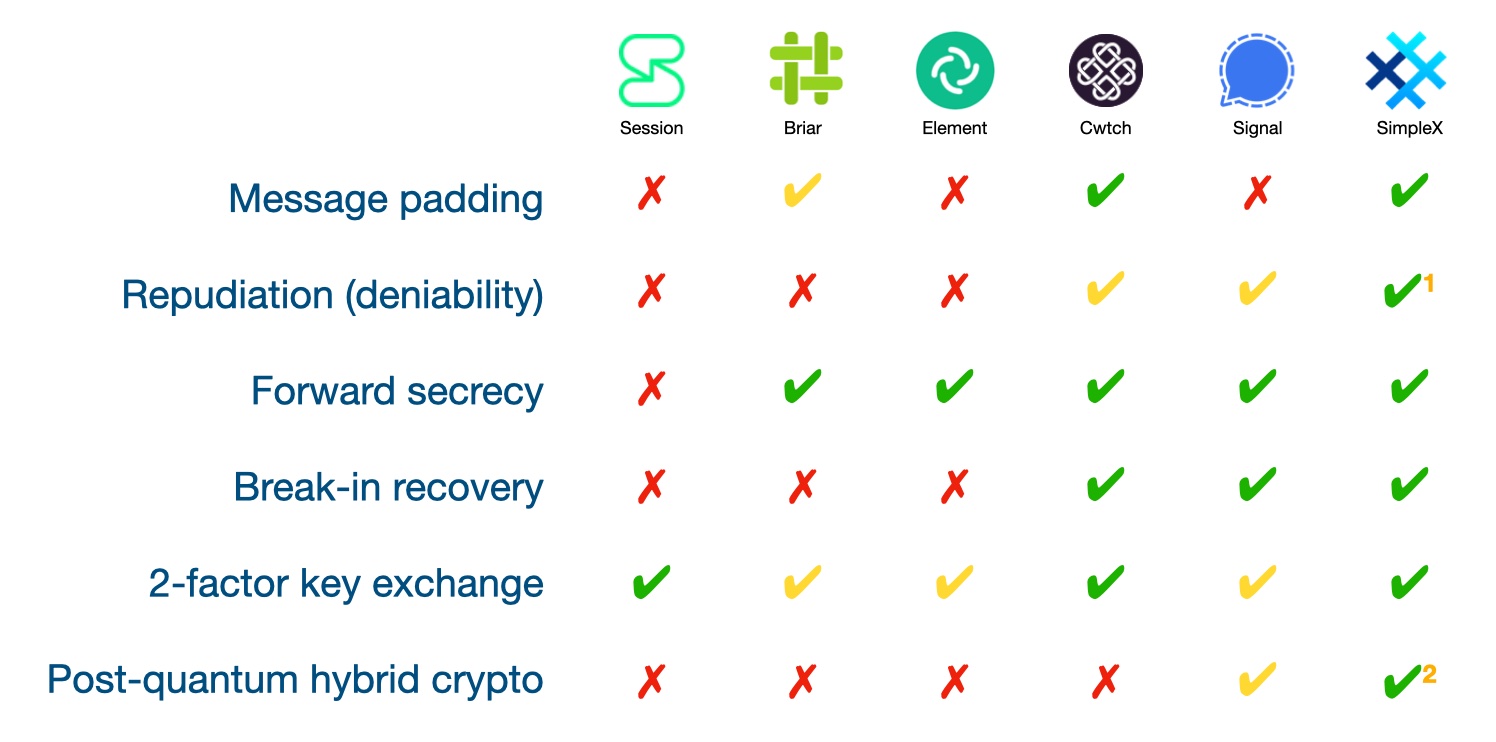 Session Briar Element Cwtch Signal SimpleX
Message padding ✗ ✔ ✗ ✔ ✗ ✔
Repudiation (deniability) ✗ ✗ ✗ ✔ ✔ ✔1
Forward secrecy ✗ ✔ ✔ ✔ ✔ ✔
Break-in recovery ✗ ✗ ✗ ✔ ✔ ✔
2-factor key exchange ✔ ✔ ✔ ✔ ✔ ✔
Post-quantum hybrid crypto ✗ ✗ ✗ ✗ ✔ ✔2